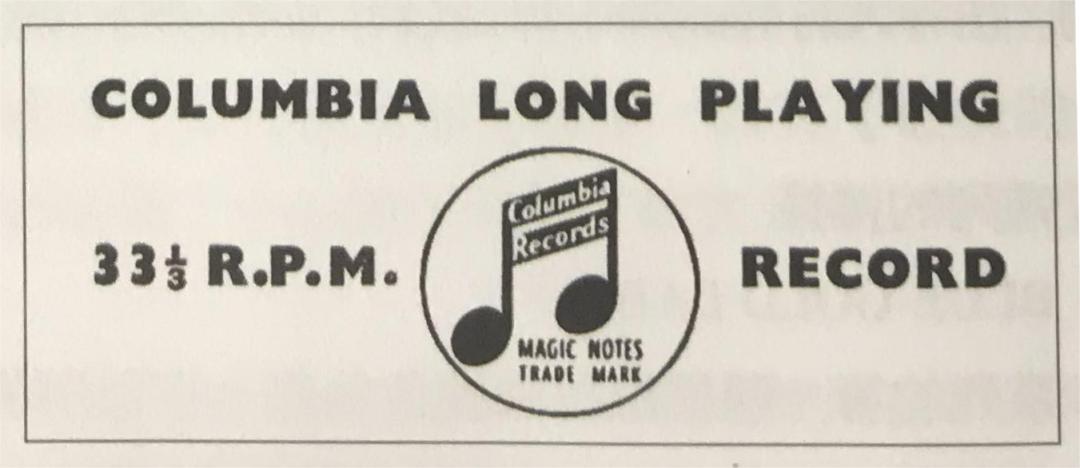 COLUMBIA LONG PLAYING
Columbia
Records
33⅓ R.P.M. RECORD
MAGIC NOTES
TRADE MARK